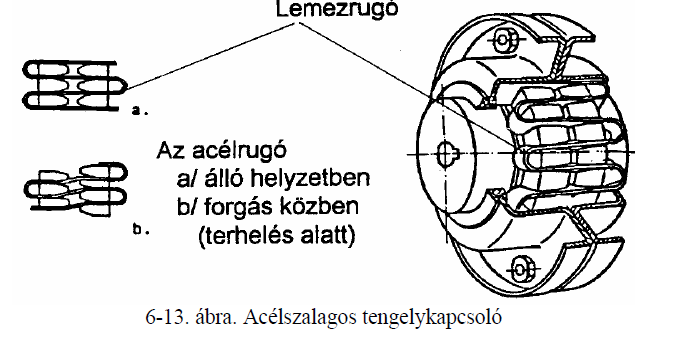 Lemezrugó
a.
Az acélrugó
a/ álló helyzetben
b/ forgás közben
(terhelés alatt)
b.
6-13. ábra. Acélszalagos tengelykapcsoló